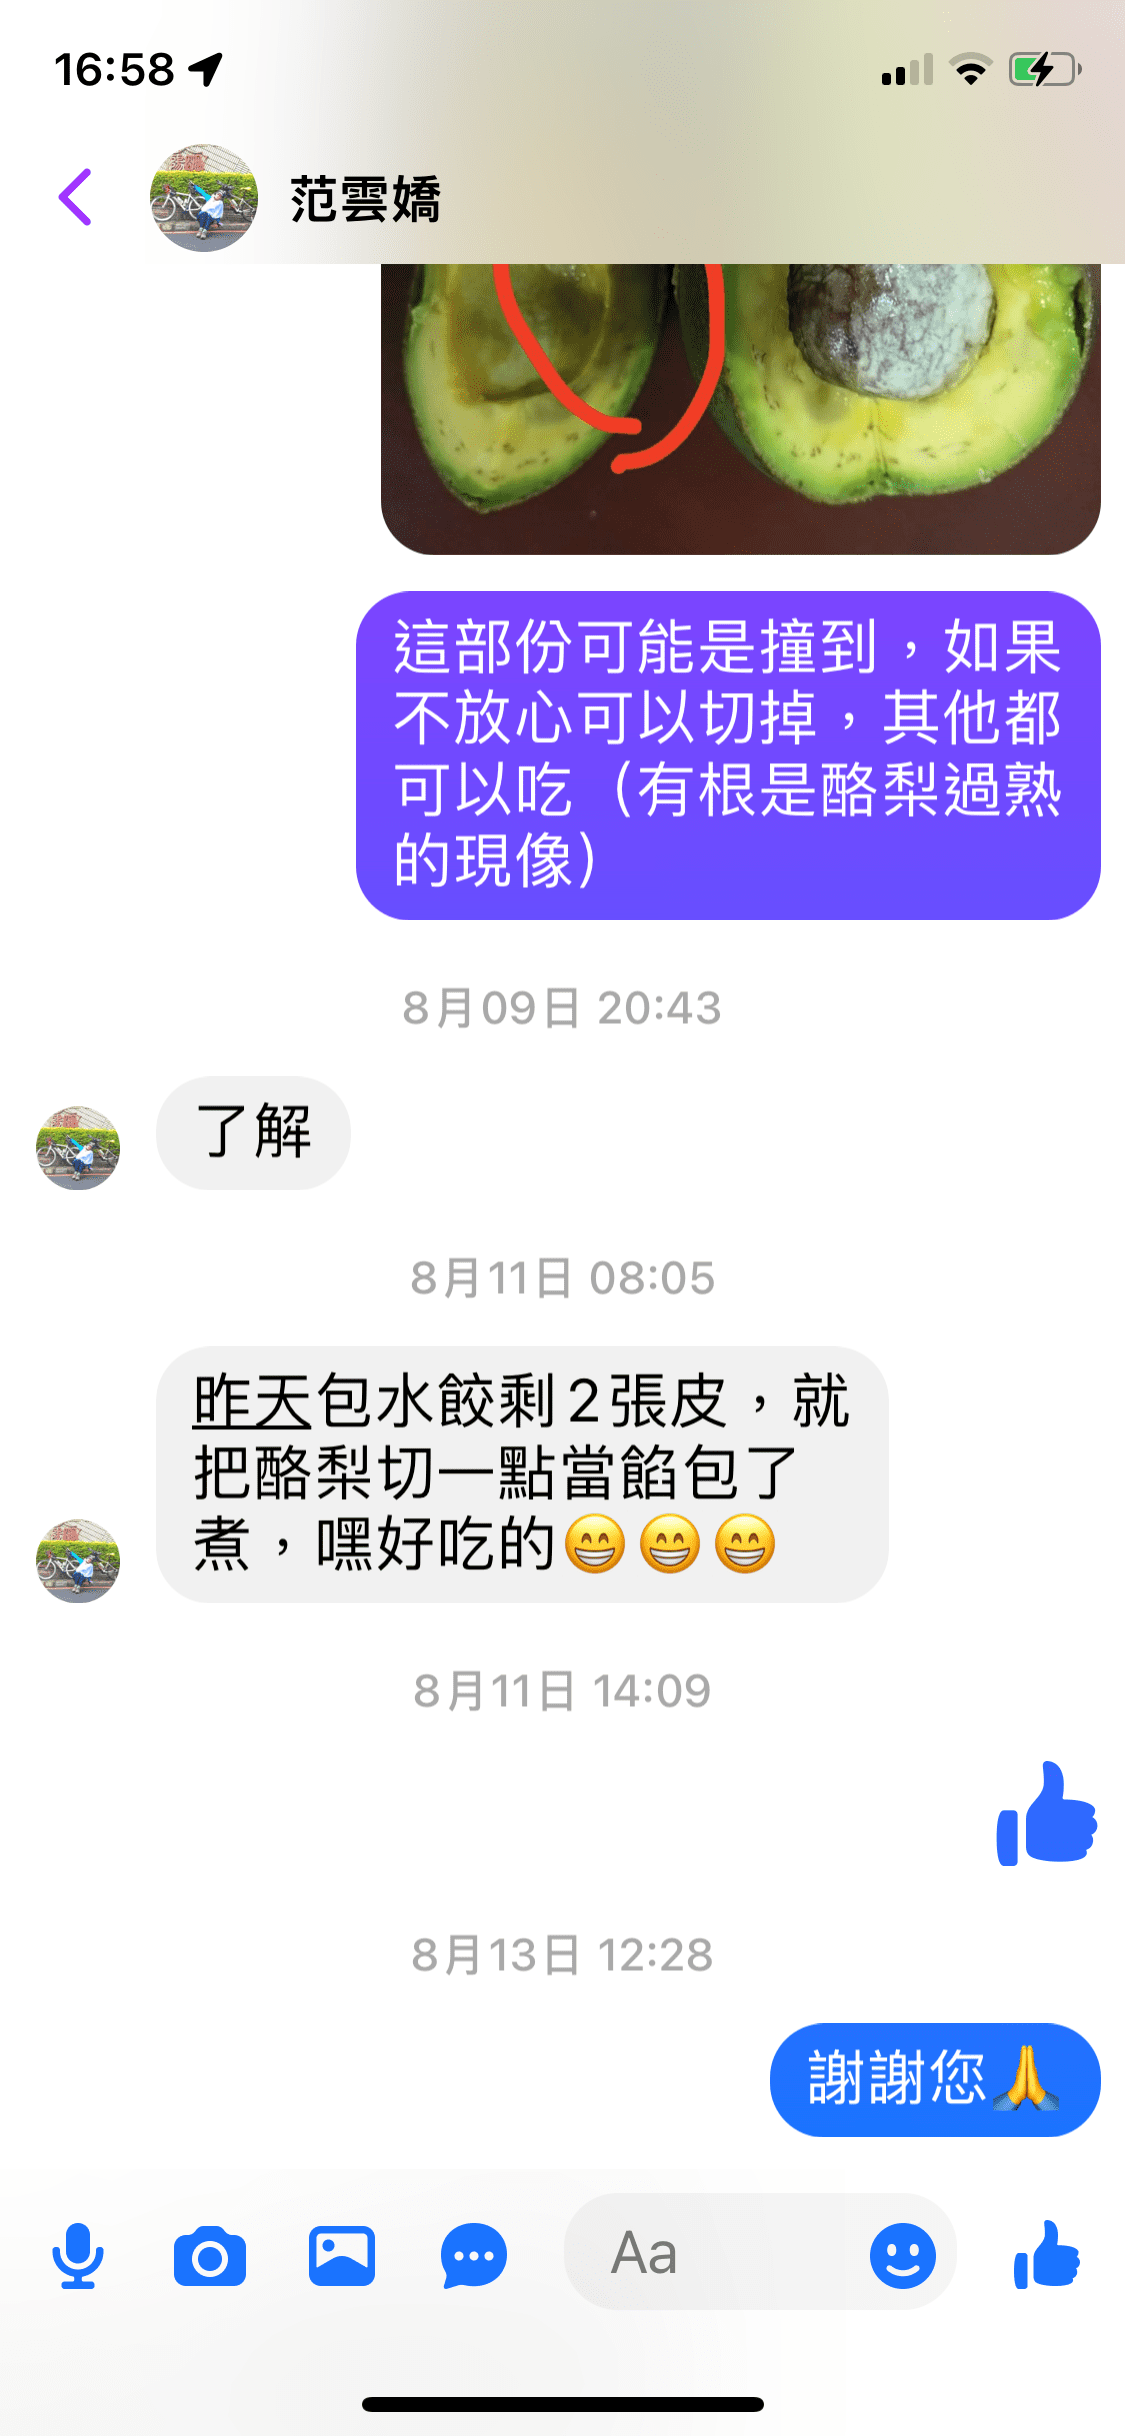 16:58
范雲嬌
這部份可能是撞到，如果
不放心可以切掉，其他都
可以吃（有根是酪梨過熟
的現像）
8月09日 20:43
了解
8月11日 08:05
昨天包水餃剩2張皮，就
把酪梨切一點當餡包了
煮，嘿好吃的😁😁😁
8月11日 14:09
8月13日 12:28
謝謝您🙏
Aa